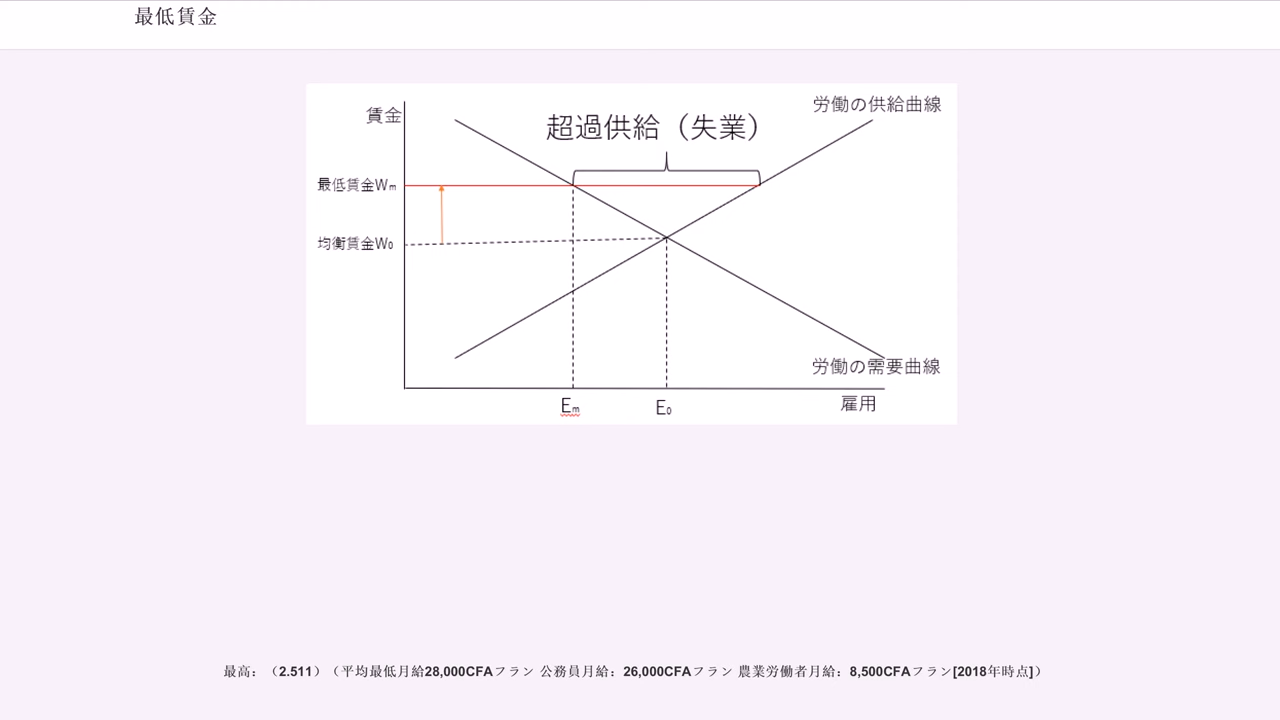 最低賃金
賃金
超過供給（失業）
労働の供給曲線
最低賃金Wm
均衡賃金W0
労働の需要曲線
Em
E0
雇用
最高：（2.511）（平均最低月給28,000CFAフラン 公務員月給：26,000CFAフラン 農業労働者月給：8,500CFAフラン[2018年時点]）